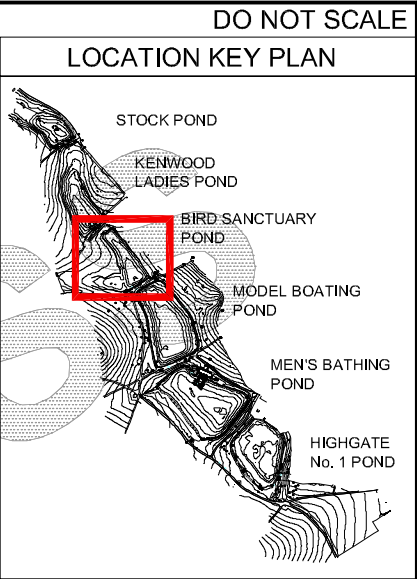 DO NOT SCALE
LOCATION KEY PLAN
STOCK POND
KENWOOD
LADIES POND
BIRD SANCTUARY
POND
MODEL BOATING
POND
MEN'S BATHING
POND
HIGHGATE
No. 1 POND